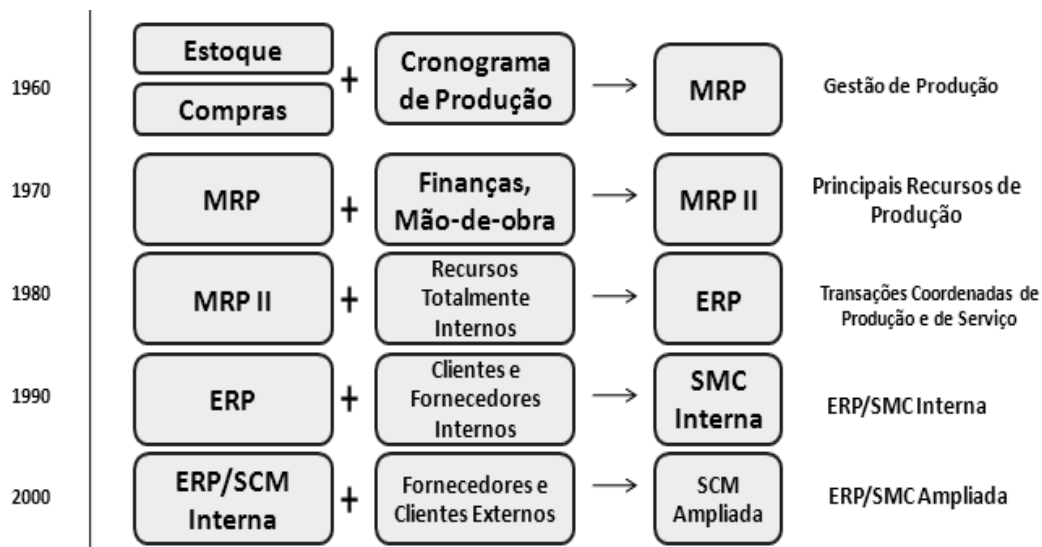 1960
Estoque
Compras
+
Cronograma
de Produção
→
MRP
Gestão de Produção
1970
MRP
+
Finanças,
Mão-de-obra
→
MRP II
Principais Recursos de
Produção
1980
MRP II
+
Recursos
Totalmente
Internos
→
ERP
Transações Coordenadas de
Produção e de Serviço
1990
ERP
+
Clientes e
Fornecedores
Internos
→
SMC
Interna
ERP/SMC Interna
2000
ERP/SCM
Interna
+
Fornecedores e
Clientes Externos
→
SCM
Ampliada
ERP/SMC Ampliada